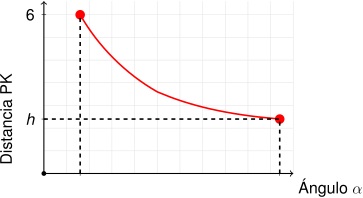 6
h
Distancia PK
Ángulo α